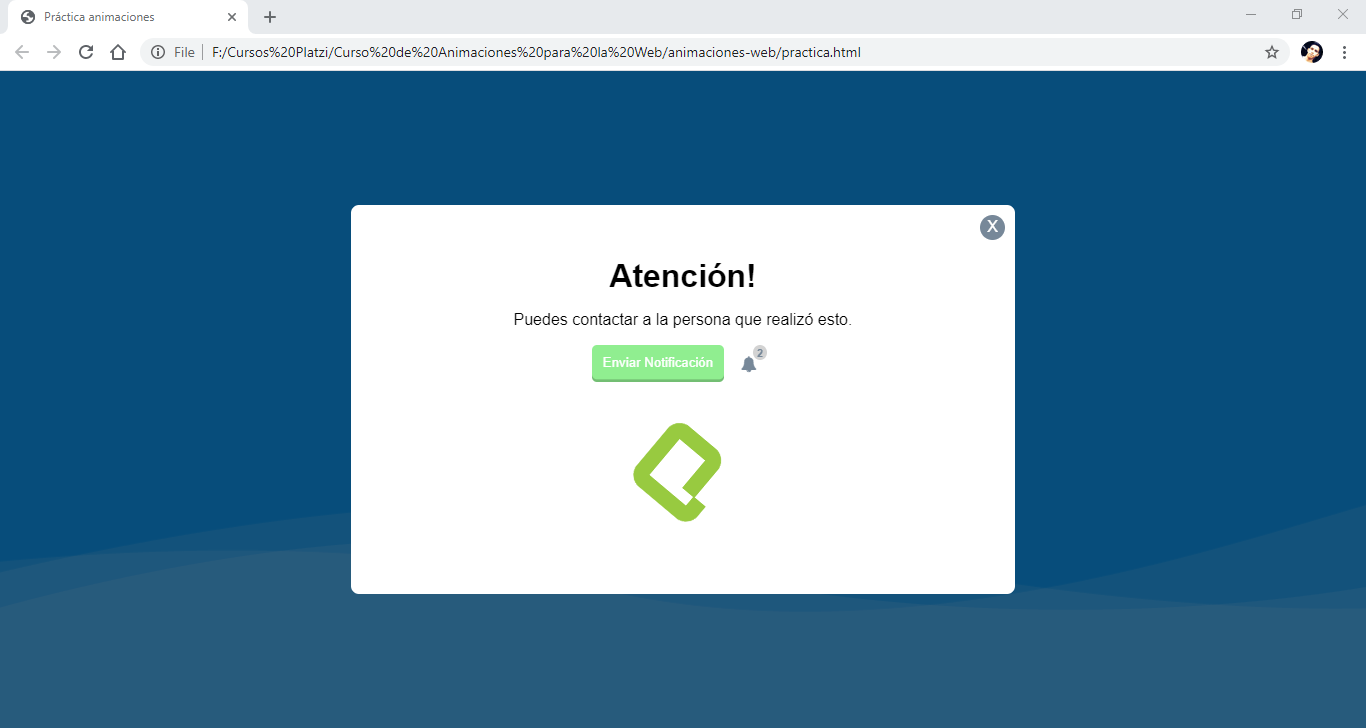 Práctica animaciones
File
F:/Cursos%20Platzi/Curso%20de%20Animaciones%20para%20la%20Web/animaciones-web/practica.html
X
Atención!
Puedes contactar a la persona que realizó esto.
Enviar Notificación
2